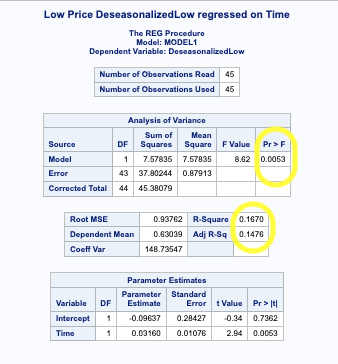 Low Price DeseasonalizedLow regressed on Time
The REG Procedure
Model: MODEL1
Dependent Variable: DeseasonalizedLow
Number of Observations Read 45
Number of Observations Used 45
Analysis of Variance
Source DF Sum of Squares Mean Square F Value Pr > F
Model 1 7.57835 7.57835 8.62 0.0053
Error 43 37.80244 0.87913
Corrected Total 44 45.38079
Root MSE 0.93762 R-Square 0.1670
Dependent Mean 0.63039 Adj R-Sq 0.1476
Coeff Var 148.73547
Parameter Estimates
Variable DF Parameter Estimate Standard Error t Value Pr > |t|
Intercept 1 -0.09637 0.28427 -0.34 0.7362
Time 1 0.03160 0.01076 2.94 0.0053